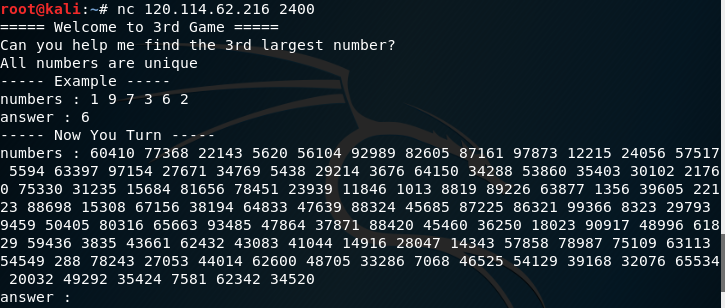 root@kali:~# nc 120.114.62.216 2400
===== Welcome to 3rd Game =====
Can you help me find the 3rd largest number?
All numbers are unique
----- Example -----
numbers : 1 9 7 3 6 2
answer : 6
----- Now You Turn -----
numbers : 60410 77368 22143 5620 56104 92989 82605 87161 97873 12215 24056 57517
 5594 63397 97154 27671 34769 5438 29214 3676 64150 34288 53860 35403 30102 2176
0 75330 31235 15684 81656 78451 23939 11846 1013 8819 89226 63877 1356 39605 221
23 88698 15308 67156 38194 64833 47639 88324 45685 87225 86321 99366 8323 29793 
9459 50405 80316 65663 93485 47864 37871 88420 45460 36250 18023 90917 48996 618
29 59436 3835 43661 62432 43083 41044 14916 28047 14343 57858 78987 75109 63113 
54549 288 78243 27053 44014 62600 48705 33286 7068 46525 54129 39168 32076 65534
 20032 49292 35424 7581 62342 34520
answer :